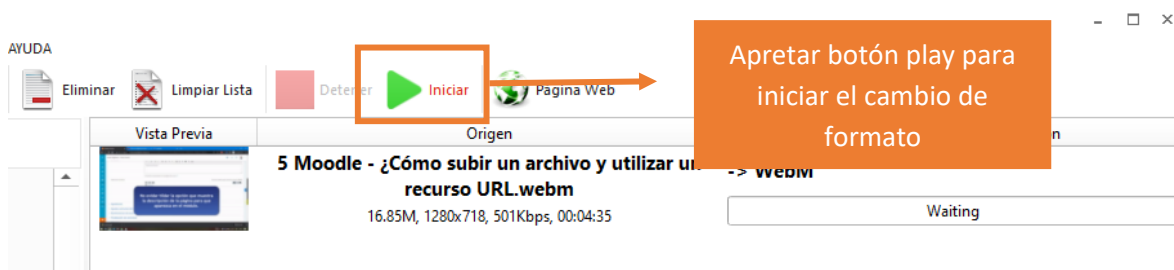 AYUDA
Eliminar
Limpiar Lista
Detener
Iniciar
Pagina Web
Apretar botón play para
iniciar el cambio de
formato
Vista Previa
Origen
5 Moodle - ¿Cómo subir un archivo y utilizar un
recurso URL.webm
16.85M, 1280x718, 501Kbps, 00:04:35
-> WebM
Waiting